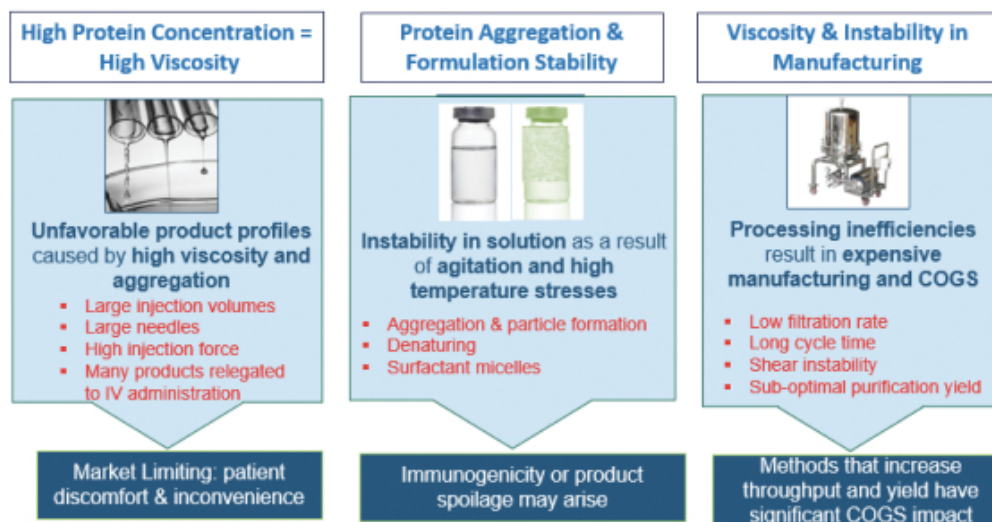 High Protein Concentration =
High Viscosity
Unfavorable product profiles
caused by high viscosity and
aggregation
▪ Large injection volumes
▪ Large needles
▪ High injection force
▪ Many products relegated
to IV administration
Market Limiting: patient
discomfort & inconvenience
Protein Aggregation &
Formulation Stability
Instability in solution as a result
of agitation and high
temperature stresses
▪ Aggregation & particle formation
▪ Denaturing
▪ Surfactant micelles
Immunogenicity or product
spoilage may arise
Viscosity & Instability in
Manufacturing
Processing inefficiencies
result in expensive
manufacturing and COGS
▪ Low filtration rate
▪ Long cycle time
▪ Shear instability
▪ Sub-optimal purification yield
Methods that increase
throughput and yield have
significant COGS impact